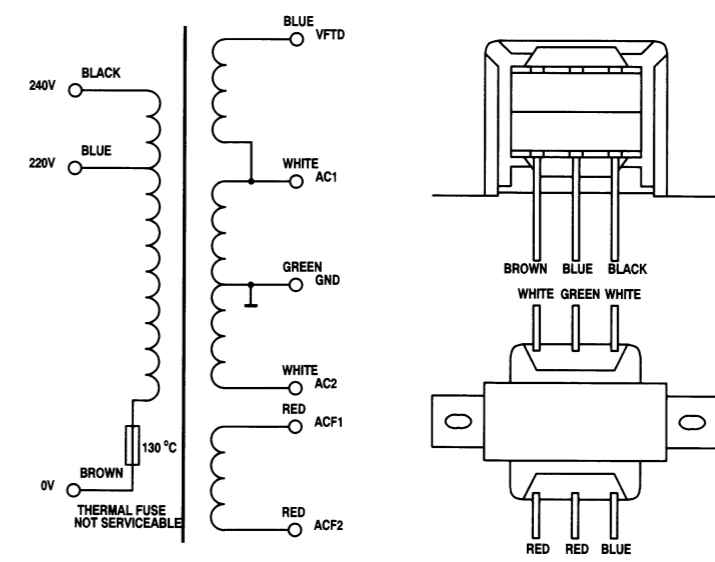 BLUE
VFTD
BLACK
240V
BLUE
220V
WHITE
AC1
GREEN
GND
WHITE
AC2
RED
ACF1
130 °C
BROWN
0V
THERMAL FUSE
NOT SERVICEABLE
RED
ACF2
BROWN BLUE BLACK
WHITE GREEN WHITE
RED RED BLUE